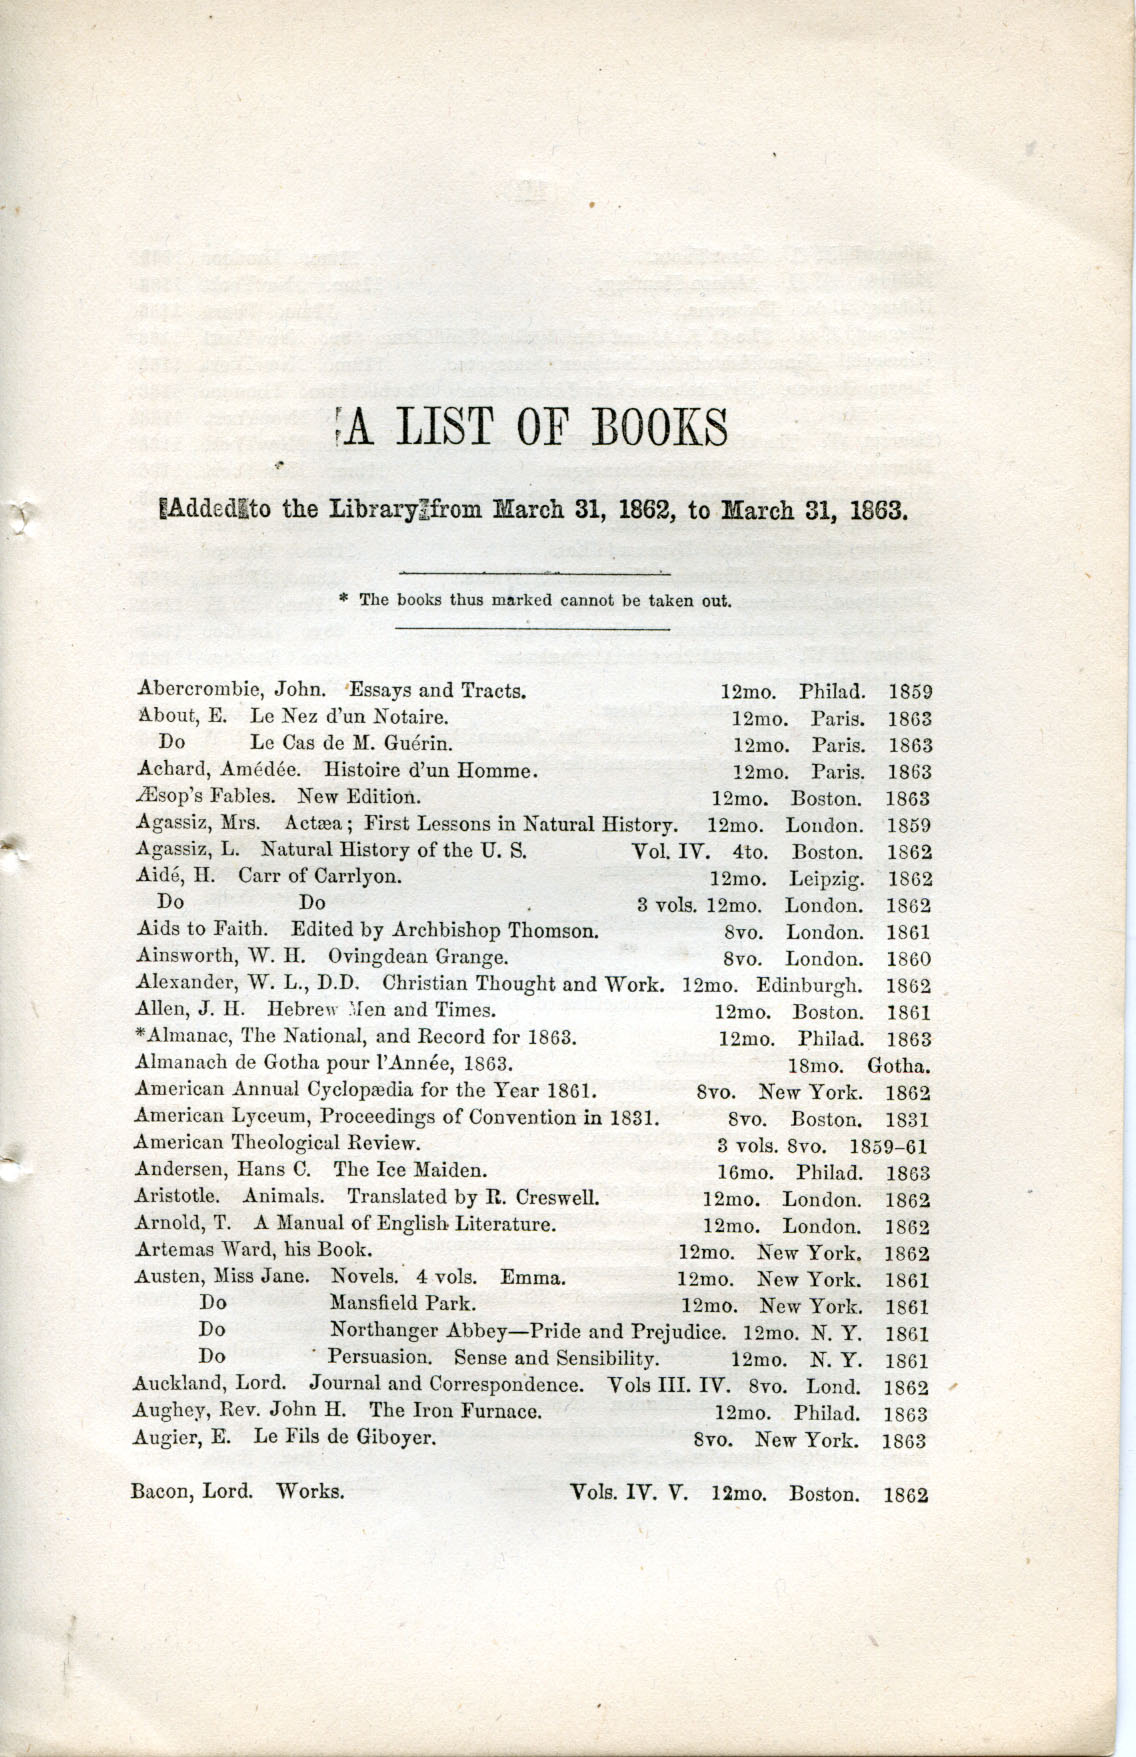 A LIST OF BOOKS
Added to the Library from March 31, 1862, to March 31, 1863.
* The books thus marked cannot be taken out.
Abercrombie, John. Essays and Tracts. 12mo. Philad. 1859
About, E. Le Nez d'un Notaire. 12mo. Paris. 1863
Do Le Cas de M. Guérin. 12mo. Paris. 1863
Achard, Amédée. Histoire d'un Homme. 12mo. Paris. 1863
Æsop's Fables. New Edition. 12mo. Boston. 1863
Agassiz, Mrs. Actæa; First Lessons in Natural History. 12mo. London. 1859
Agassiz, L. Natural History of the U. S. Vol. IV. 4to. Boston. 1862
Aidé, H. Carr of Carrlyon. 12mo. Leipzig. 1862
Do Do 3 vols. 12mo. London. 1862
Aids to Faith. Edited by Archbishop Thomson. 8vo. London. 1861
Ainsworth, W. H. Ovingdean Grange. 8vo. London. 1860
Alexander, W. L., D.D. Christian Thought and Work. 12mo. Edinburgh. 1862
Allen, J. H. Hebrew Men and Times. 12mo. Boston. 1861
*Almanac, The National, and Record for 1863. 12mo. Philad. 1863
Almanach de Gotha pour l'Année, 1863. 18mo. Gotha.
American Annual Cyclopædia for the Year 1861. 8vo. New York. 1862
American Lyceum, Proceedings of Convention in 1831. 8vo. Boston. 1831
American Theological Review. 3 vols. 8vo. 1859-61
Andersen, Hans C. The Ice Maiden. 16mo. Philad. 1863
Aristotle. Animals. Translated by R. Creswell. 12mo. London. 1862
Arnold, T. A Manual of English Literature. 12mo. London. 1862
Artemas Ward, his Book. 12mo. New York. 1862
Austen, Miss Jane. Novels. 4 vols. Emma. 12mo. New York. 1861
Do Mansfield Park. 12mo. New York. 1861
Do Northanger Abbey—Pride and Prejudice. 12mo. N. Y. 1861
Do Persuasion. Sense and Sensibility. 12mo. N. Y. 1861
Auckland, Lord. Journal and Correspondence. Vols III. IV. 8vo. Lond. 1862
Aughey, Rev. John H. The Iron Furnace. 12mo. Philad. 1863
Augier, E. Le Fils de Giboyer. 8vo. New York. 1863
Bacon, Lord. Works. Vols. IV. V. 12mo. Boston. 1862